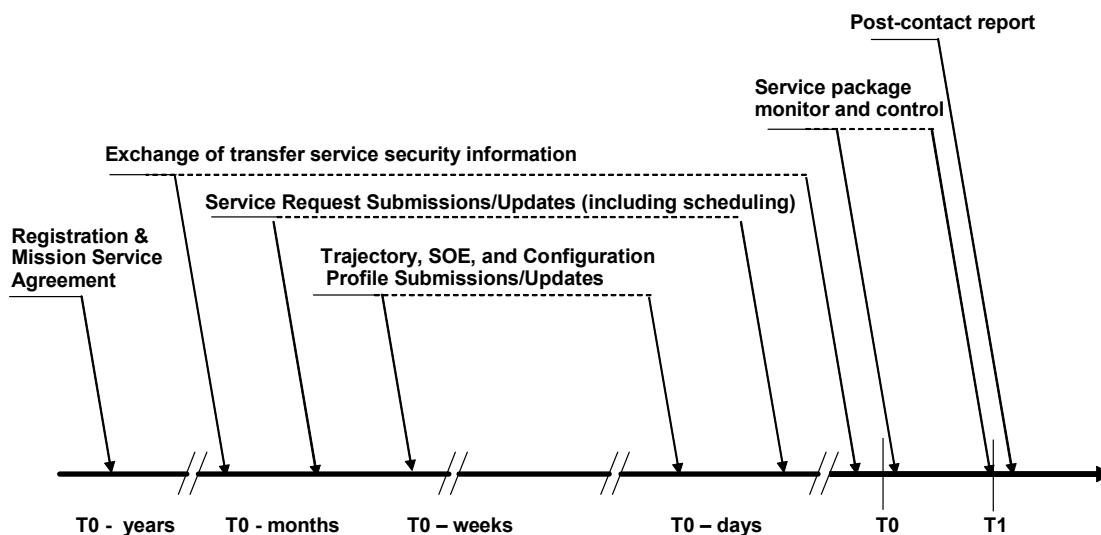 Post-contact report
Service package
monitor and control
Exchange of transfer service security information
Service Request Submissions/Updates (including scheduling)
Registration &
Mission Service
Agreement
Trajectory, SOE, and Configuration
Profile Submissions/Updates
T0 - years
T0 - months
T0 – weeks
T0 – days
T0
T1